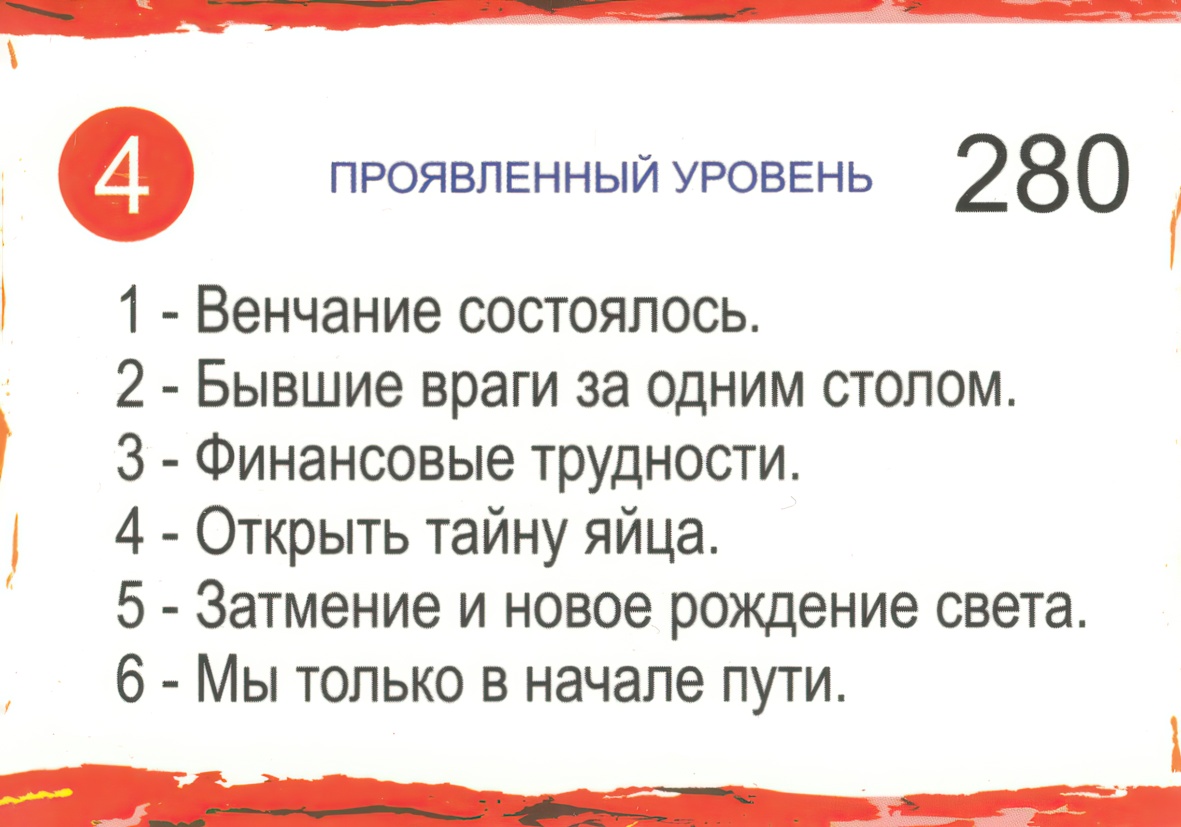 4 ПРОЯВЛЕННЫЙ УРОВЕНЬ 280
1 - Венчание состоялось.
2 - Бывшие враги за одним столом.
3 - Финансовые трудности.
4 - Открыть тайну яйца.
5 - Затмение и новое рождение света.
6 - Мы только в начале пути.